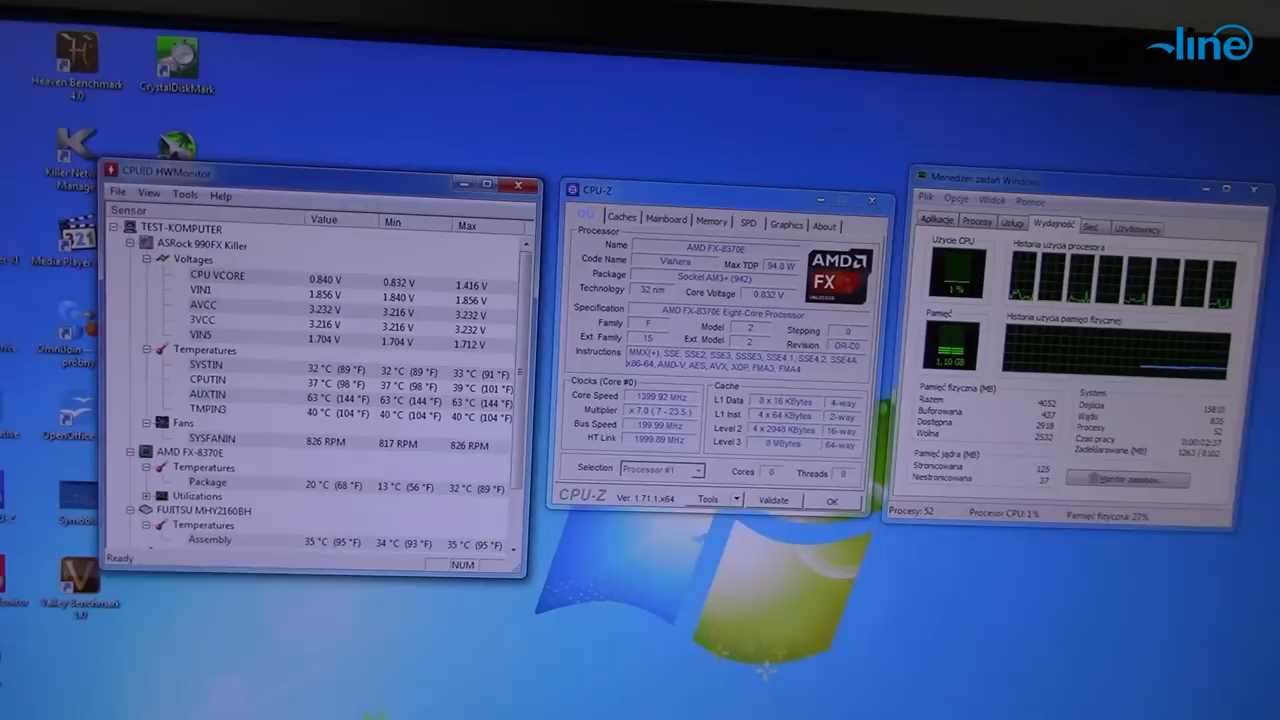 line
Heaven Benchmark
4.0
CrystalDiskMark
Killer Netw
Manage
Media Player
OmniJoin —
próbny
OpenOffice
Symobi
Valley Benchmark
1.0
CPUID HWMonitor
File View Tools Help
Sensor Value Min Max
TEST-KOMPUTER
ASRock 990FX Killer
Voltages
CPU VCORE 0.840 V 0.832 V 1.416 V
VIN1 1.856 V 1.840 V 1.856 V
AVCC 3.232 V 3.216 V 3.232 V
3VCC 3.216 V 3.216 V 3.232 V
VIN5 1.704 V 1.704 V 1.712 V
Temperatures
SYSTIN 32 °C (89 °F) 32 °C (89 °F) 33 °C (91 °F)
CPUTIN 37 °C (98 °F) 37 °C (98 °F) 39 °C (101 °F)
AUXTIN 63 °C (144 °F) 63 °C (144 °F) 63 °C (144 °F)
TMPIN3 40 °C (104 °F) 40 °C (104 °F) 40 °C (104 °F)
Fans
SYSFANIN 826 RPM 817 RPM 826 RPM
AMD FX-8370E
Temperatures
Package 20 °C (68 °F) 13 °C (56 °F) 32 °C (89 °F)
Utilizations
FUJITSU MHY2160BH
Temperatures
Assembly 35 °C (95 °F) 34 °C (93 °F) 35 °C (95 °F)
Ready NUM
CPU-Z
CPU Caches Mainboard Memory SPD Graphics About
Processor
Name AMD FX-8370E
Code Name Vishera Max TDP 94.8 W
Package Socket AM3+ (942)
Technology 32 nm Core Voltage 0.832 V
AMD
FX
UNLOCKED
Specification AMD FX-8370E Eight-Core Processor
Family F Model 2 Stepping 0
Ext. Family 15 Ext. Model 2 Revision OR-C0
Instructions MMX(+), SSE, SSE2, SSE3, SSSE3, SSE4.1, SSE4.2, SSE4A
x86-64, AMD-V, AES, AVX, XOP, FMA3, FMA4
Clocks (Core #0)
Core Speed 1399.92 MHz
Multiplier x 7.0 ( 7 - 23.5 )
Bus Speed 199.99 MHz
HT Link 1999.89 MHz
Cache
L1 Data 8 x 16 KBytes 4-way
L1 Inst. 4 x 64 KBytes 2-way
Level 2 4 x 2048 KBytes 16-way
Level 3 8 MBytes 64-way
Selection Processor #1 Cores 8 Threads 8
CPU-Z Ver. 1.71.1.x64 Tools Validate OK
Menedżer zadań Windows
Plik Opcje Widok Pomoc
Aplikacje Procesy Usługi Wydajność Sieć Użytkownicy
Użycie CPU Historia użycia procesora
1 %
Pamięć Historia użycia pamięci fizycznej
1,10 GB
Pamięć fizyczna (MB)
Razem 4052
Buforowana 437
Dostępna 2918
Wolna 2532
Pamięć jądra (MB)
Stronicowana 125
Niestronicowana 37
System
Dojścia
Wątki 835
Procesy 52
Czas pracy 0:00:02:37
Zadeklarowane (MB) 1263 / 8102
Monitor zasobów...
Procesy: 52 Procesor CPU: 1% Pamięć fizyczna: 27%